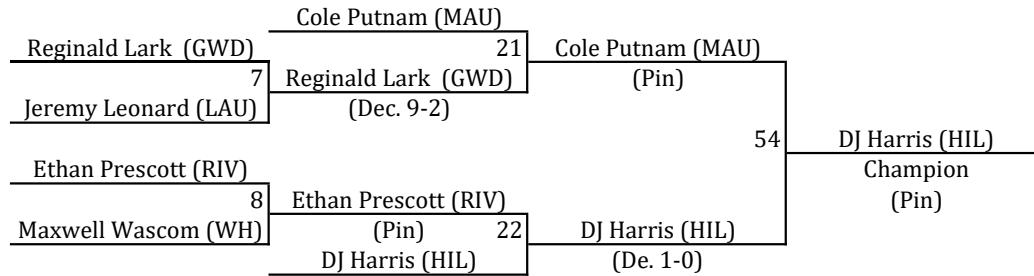 Cole Putnam (MAU)
Reginald Lark (GWD) 21 Cole Putnam (MAU)
7 Reginald Lark (GWD) (Pin)
Jeremy Leonard (LAU) (Dec. 9-2)
54 DJ Harris (HIL)
Ethan Prescott (RIV) Champion
8 Ethan Prescott (RIV) (Pin)
Maxwell Wascom (WH) (Pin) 22 DJ Harris (HIL)
DJ Harris (HIL) (De. 1-0)